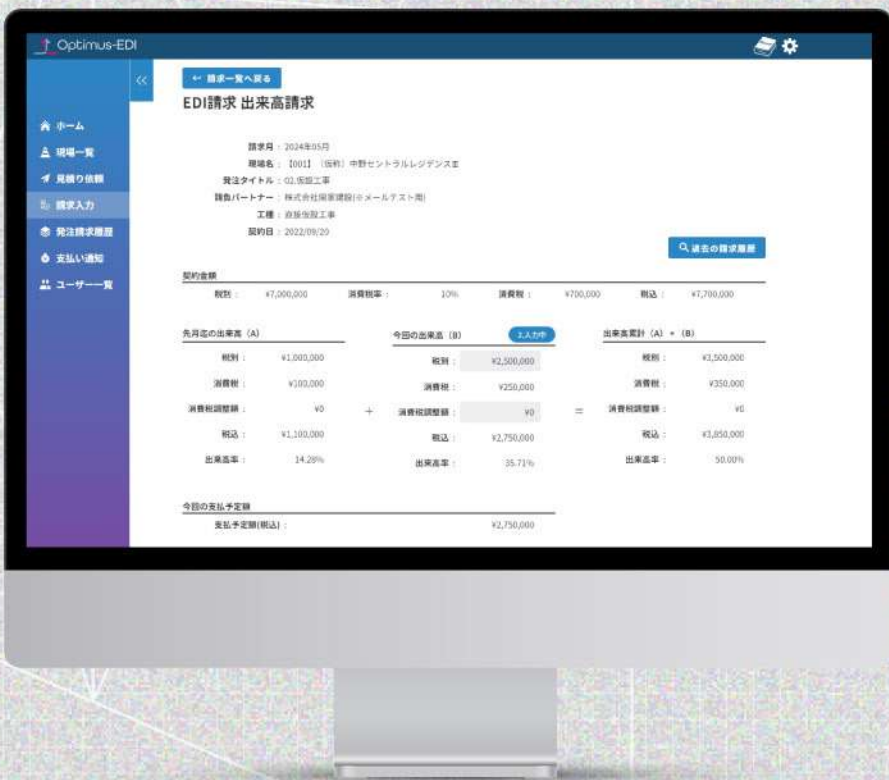 Optimus-EDI
<<
← 請求一覧へ戻る
EDI請求 出来高請求
ホーム
現場一覧
見積り依頼
請求入力
発注請求履歴
支払い通知
ユーザー一覧
請求月 : 2024年05月
現場名 : 【001】（仮称）中野セントラルレジデンスⅢ
発注タイトル : 02.仮設工事
請負パートナー : 株式会社関家建設(※メールテスト用)
工種 : 直接仮設工事
契約日 : 2022/09/20
過去の請求履歴
契約金額
税別 : ¥7,000,000 消費税率 : 10% 消費税 : ¥700,000 税込 : ¥7,700,000
先月迄の出来高（A） 今回の出来高（B） 2.入力中 出来高累計（A）+（B）
税別 : ¥1,000,000 税別 : ¥2,500,000 税別 : ¥3,500,000
消費税 : ¥100,000 消費税 : ¥250,000 消費税 : ¥350,000
消費税調整額 : ¥0 + 消費税調整額 : ¥0 = 消費税調整額 : ¥0
税込 : ¥1,100,000 税込 : ¥2,750,000 税込 : ¥3,850,000
出来高率 : 14.28% 出来高率 : 35.71% 出来高率 : 50.00%
今回の支払予定額
支払予定額(税込) : ¥2,750,000